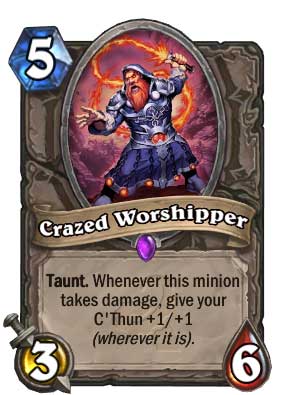 5
Crazed Worshipper
Taunt. Whenever this minion
takes damage, give your
C'Thun +1/+1
(wherever it is).
3
6